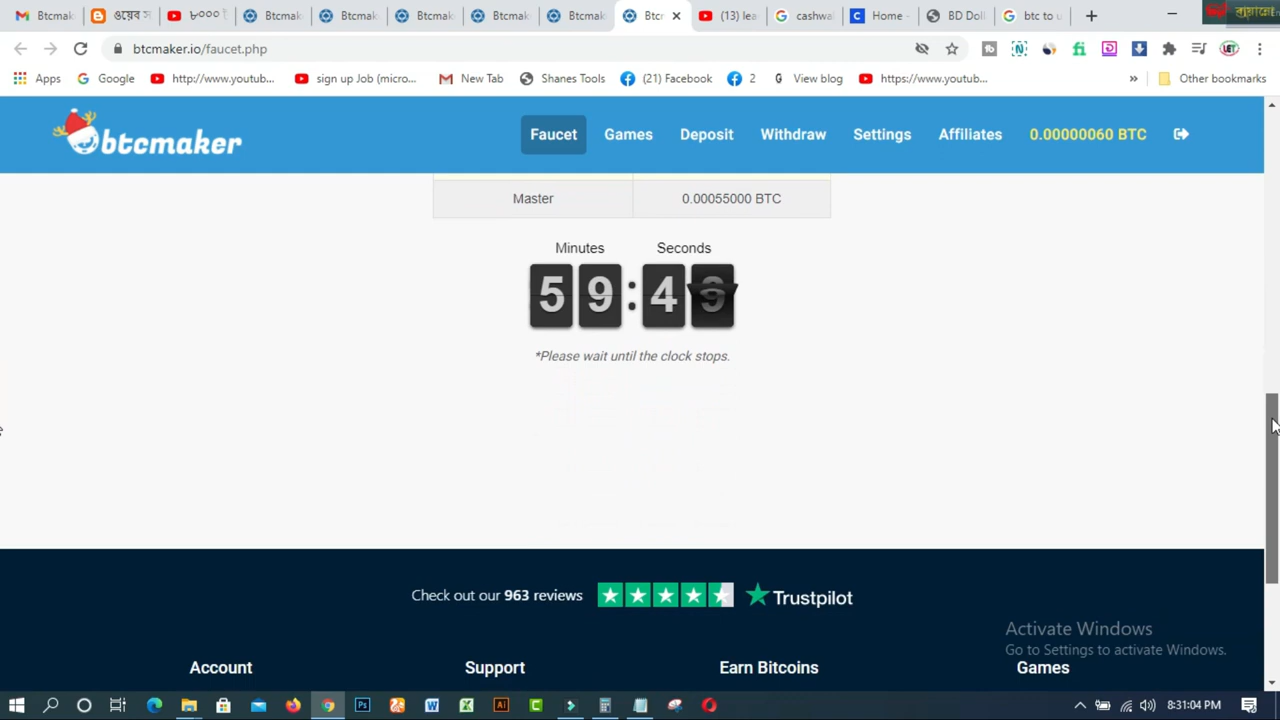 Btcmak
ওয়েব স
৮০০০ ট
Btcmak
Btcmak
Btcmak
Btcmak
Btcmak
Btc
(13) lea
cashwa
Home -
BD Doll
btc to u
btcmaker.io/faucet.php
Apps
Google
http://www.youtub...
sign up Job (micro...
New Tab
Shanes Tools
(21) Facebook
2
View blog
https://www.youtub...
»
Other bookmarks
btcmaker
Faucet
Games
Deposit
Withdraw
Settings
Affiliates
0.00000060 BTC
Master
0.00055000 BTC
Minutes
Seconds
59:4
*Please wait until the clock stops.
Check out our 963 reviews
Trustpilot
Activate Windows
Go to Settings to activate Windows.
Account
Support
Earn Bitcoins
Games
8:31:04 PM